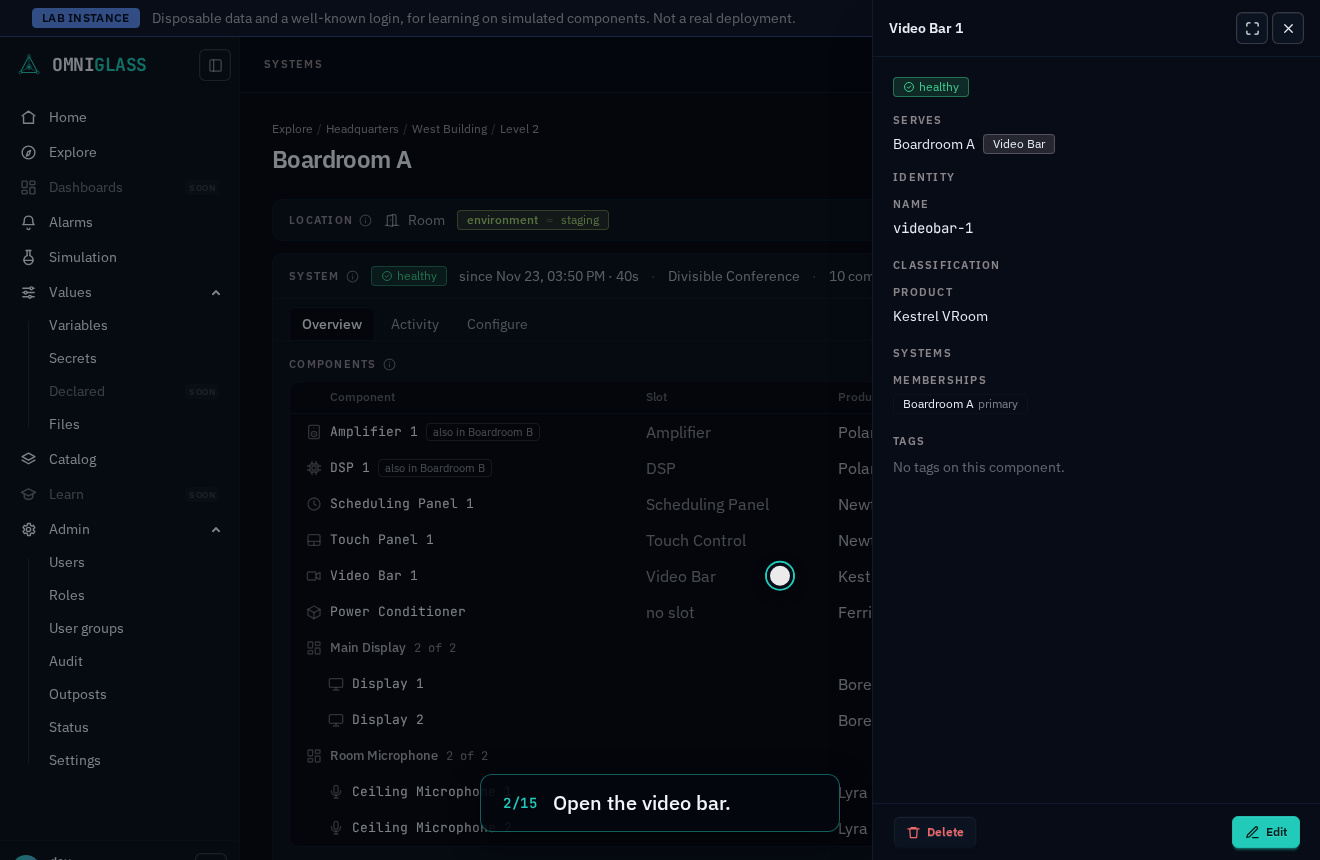 LAB INSTANCE Disposable data and a well-known login, for learning on simulated components. Not a real deployment.
OMNIGLASS
Home
Explore
Dashboards SOON
Alarms
Simulation
Values
Variables
Secrets
Declared SOON
Files
Catalog
Learn SOON
Admin
Users
Roles
User groups
Audit
Outposts
Status
Settings
dev
SYSTEMS
Explore / Headquarters / West Building / Level 2
Boardroom A
LOCATION Room environment = staging
SYSTEM healthy since Nov 23, 03:50 PM · 40s · Divisible Conference · 10 com
Overview Activity Configure
COMPONENTS
Component Slot Produ
Amplifier 1 also in Boardroom B Amplifier Polar
DSP 1 also in Boardroom B DSP Polar
Scheduling Panel 1 Scheduling Panel Newt
Touch Panel 1 Touch Control Newt
Video Bar 1 Video Bar Kest
Power Conditioner no slot Ferri
Main Display 2 of 2
Display 1 Bore
Display 2 Bore
Room Microphone 2 of 2
Ceiling Microphone 1 Lyra
Ceiling Microphone 2 Lyra
2/15 Open the video bar.
Video Bar 1
healthy
SERVES
Boardroom A Video Bar
IDENTITY
NAME
videobar-1
CLASSIFICATION
PRODUCT
Kestrel VRoom
SYSTEMS
MEMBERSHIPS
Boardroom A primary
TAGS
No tags on this component.
Delete Edit